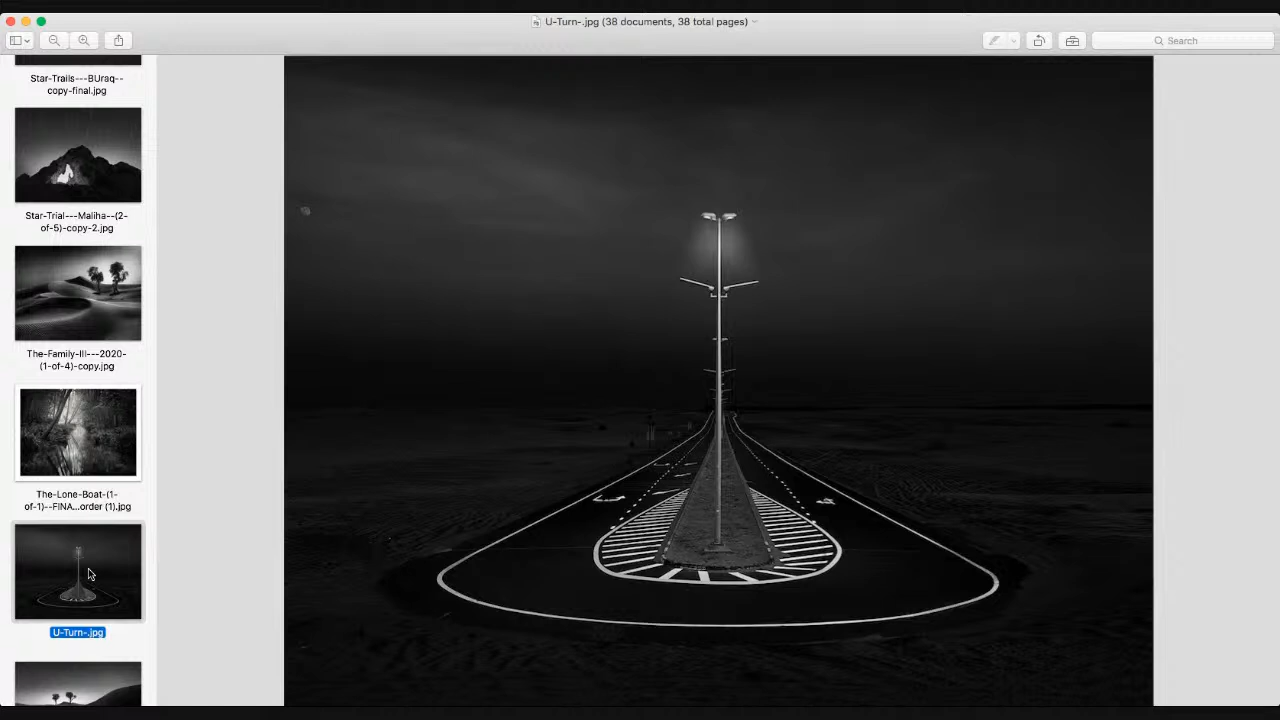 U-Turn-.jpg (38 documents, 38 total pages)
Search
Star-Trails---BUraq--
copy-final.jpg
Star-Trial---Maliha--(2-
of-5)-copy-2.jpg
The-Family-III---2020-
(1-of-4)-copy.jpg
The-Lone-Boat-(1-
of-1)--FINA...order (1).jpg
U-Turn-.jpg